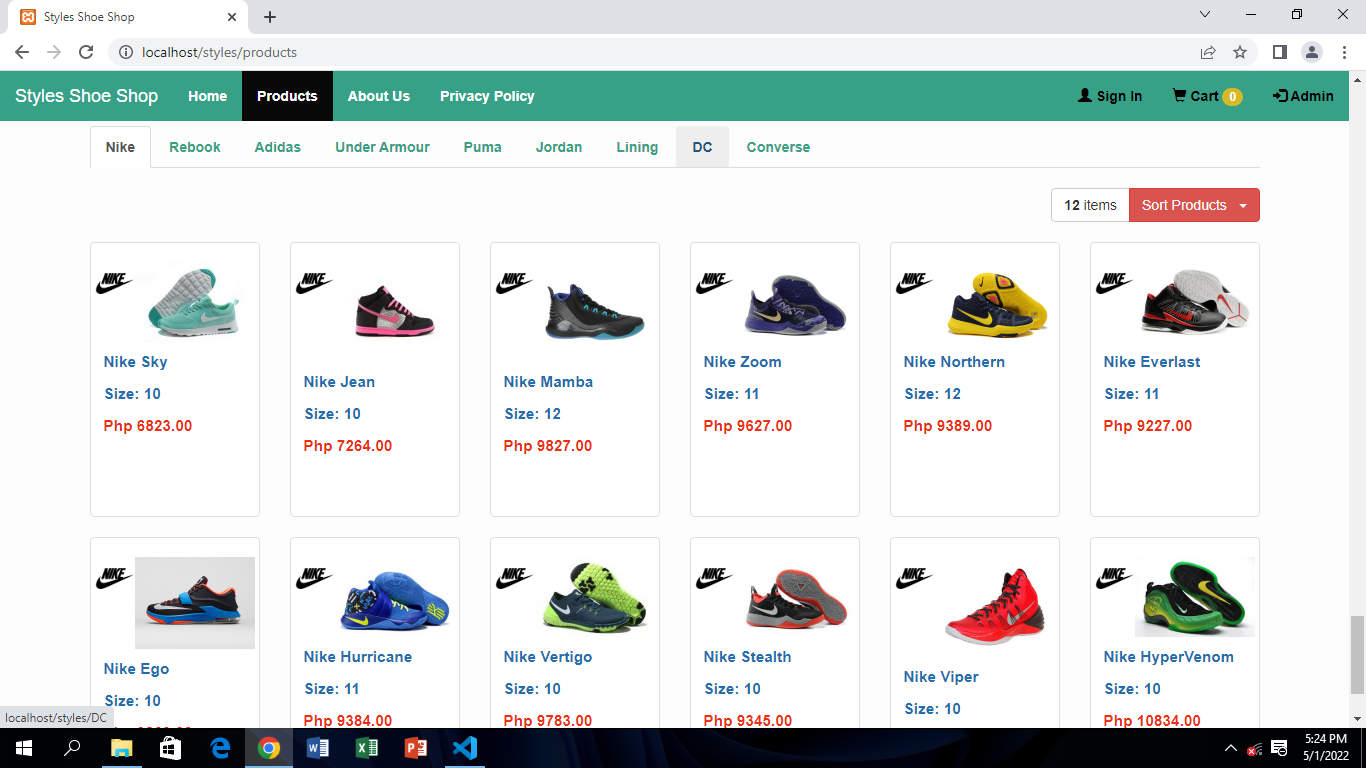 Styles Shoe Shop
localhost/styles/products
Styles Shoe Shop Home Products About Us Privacy Policy Sign In Cart 0 Admin
Nike Rebook Adidas Under Armour Puma Jordan Lining DC Converse
12 items Sort Products
NIKE NIKE NIKE NIKE NIKE NIKE
Nike Sky
Size: 10
Php 6823.00
Nike Jean
Size: 10
Php 7264.00
Nike Mamba
Size: 12
Php 9827.00
Nike Zoom
Size: 11
Php 9627.00
Nike Northern
Size: 12
Php 9389.00
Nike Everlast
Size: 11
Php 9227.00
NIKE NIKE NIKE NIKE NIKE NIKE
Nike Ego
Size: 10
Nike Hurricane
Size: 11
Php 9384.00
Nike Vertigo
Size: 10
Php 9783.00
Nike Stealth
Size: 10
Php 9345.00
Nike Viper
Size: 10
Nike HyperVenom
Size: 10
Php 10834.00
localhost/styles/DC
5:24 PM
5/1/2022